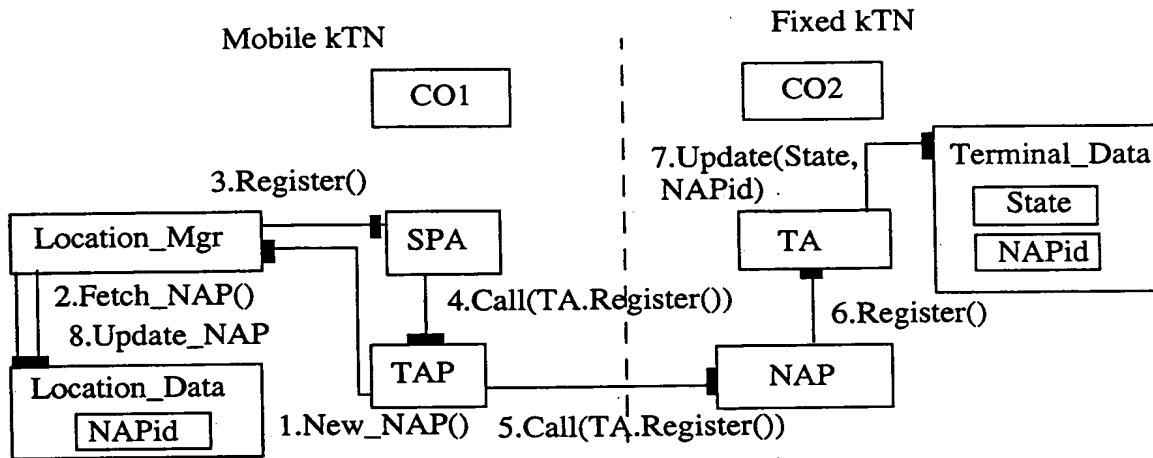 Mobile kTN
Fixed kTN
CO1
CO2
7.Update(State,
NAPid)
Terminal_Data
State
NAPid
3.Register()
Location_Mgr
SPA
TA
2.Fetch_NAP()
4.Call(TA.Register())
6.Register()
8.Update_NAP
Location_Data
NAPid
TAP
NAP
1.New_NAP()
5.Call(TA.Register())